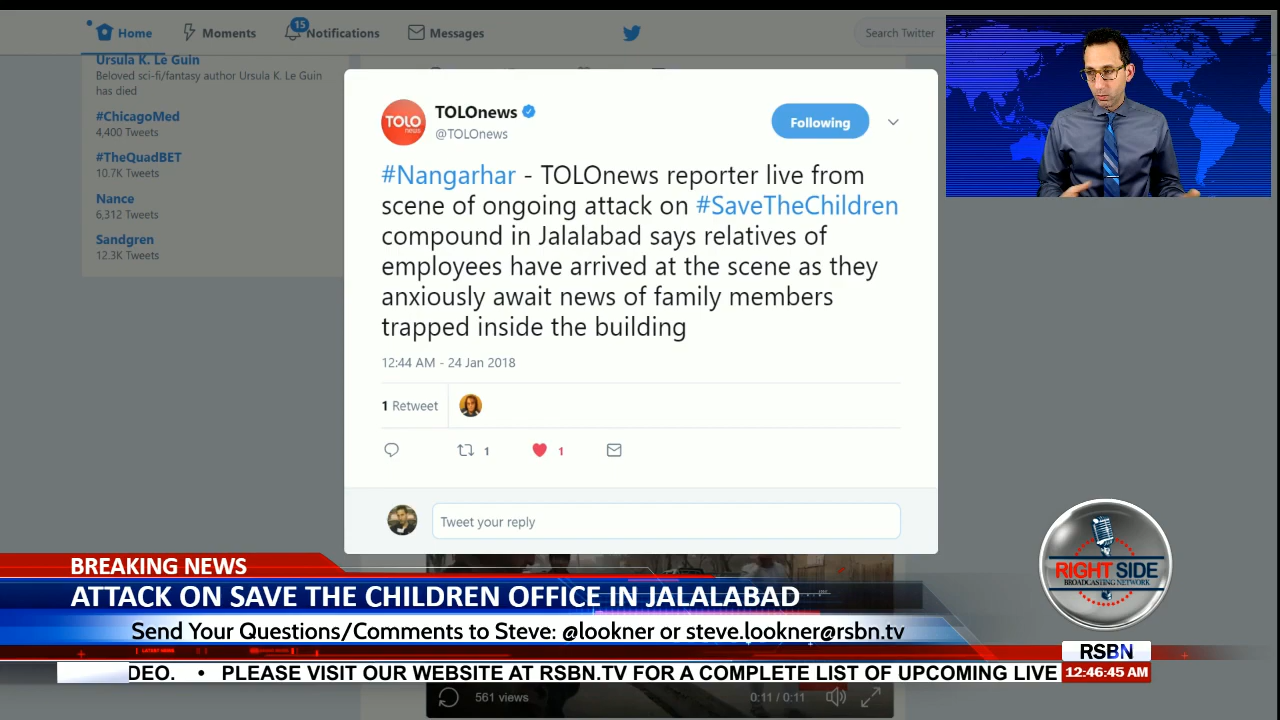 Home
Moments
15
Notifications
Messages
Search Twitter
Ursula K. Le Guin
Beloved sci-fi/fantasy author Ursula K. Le Guin
has died
#ChicagoMed
4,400 Tweets
#TheQuadBET
10.7K Tweets
Nance
6,312 Tweets
Sandgren
12.3K Tweets
TOLO
news
TOLOnews
@TOLOnews
Following
#Nangarhar - TOLOnews reporter live from
scene of ongoing attack on #SaveTheChildren
compound in Jalalabad says relatives of
employees have arrived at the scene as they
anxiously await news of family members
trapped inside the building
12:44 AM - 24 Jan 2018
1 Retweet
1
1
Tweet your reply
BREAKING NEWS
ATTACK ON SAVE THE CHILDREN OFFICE IN JALALABAD
Send Your Questions/Comments to Steve: @lookner or steve.lookner@rsbn.tv
LATEST NEWS
RIGHT SIDE
BROADCASTING NETWORK
RSBN
DEO. • PLEASE VISIT OUR WEBSITE AT RSBN.TV FOR A COMPLETE LIST OF UPCOMING LIVE
12:46:45 AM
561 views
0:11 / 0:11